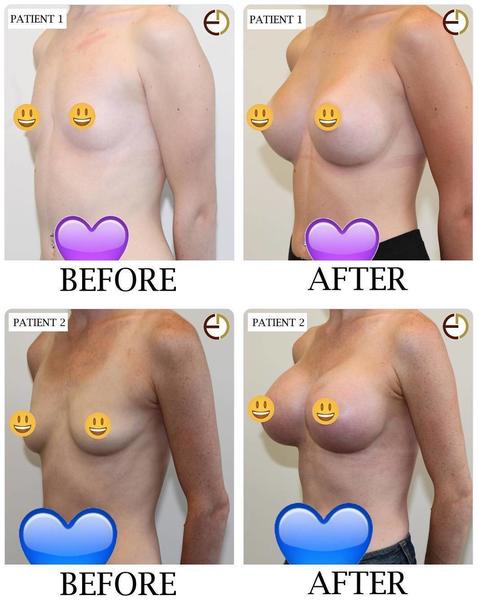 PATIENT 1
PATIENT 1
BEFORE
AFTER
PATIENT 2
PATIENT 2
BEFORE
AFTER